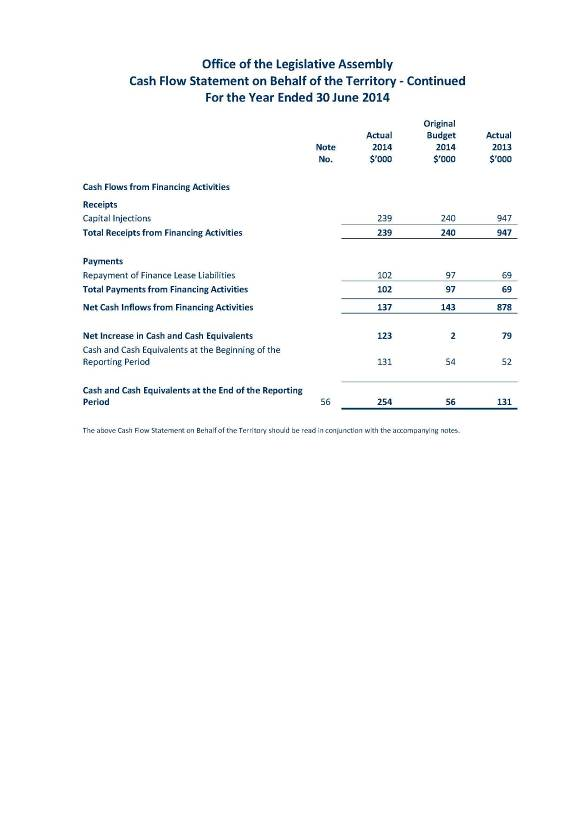 Office of the Legislative Assembly
Cash Flow Statement on Behalf of the Territory - Continued
For the Year Ended 30 June 2014
Original
Actual Budget Actual
Note 2014 2014 2013
No. $’000 $’000 $’000
Cash Flows from Financing Activities
Receipts
Capital Injections 239 240 947
Total Receipts from Financing Activities 239 240 947
Payments
Repayment of Finance Lease Liabilities 102 97 69
Total Payments from Financing Activities 102 97 69
Net Cash Inflows from Financing Activities 137 143 878
Net Increase in Cash and Cash Equivalents 123 2 79
Cash and Cash Equivalents at the Beginning of the
Reporting Period 131 54 52
Cash and Cash Equivalents at the End of the Reporting
Period 56 254 56 131
The above Cash Flow Statement on Behalf of the Territory should be read in conjunction with the accompanying notes.